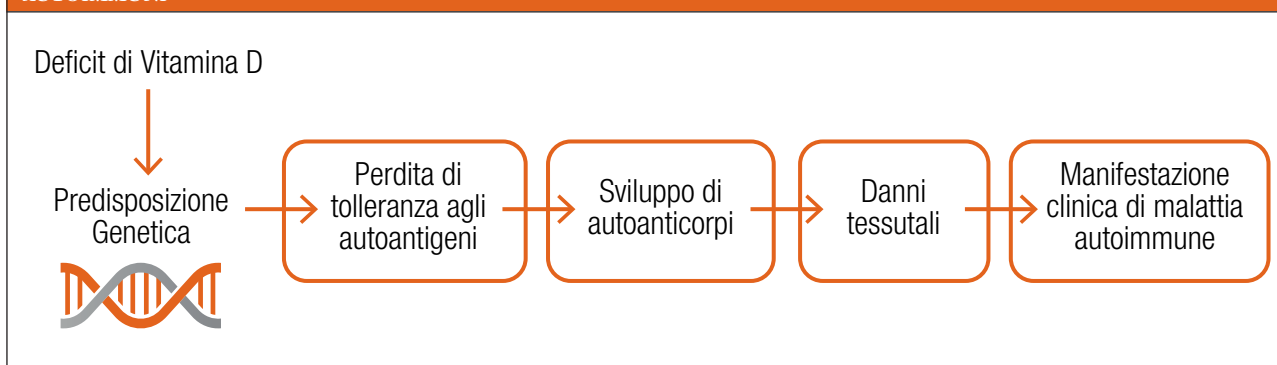 Deficit di Vitamina D
Predisposizione
Genetica
Perdita di
tolleranza agli
autoantigeni
Sviluppo di
autoanticorpi
Danni
tessutali
Manifestazione
clinica di malattia
autoimmune